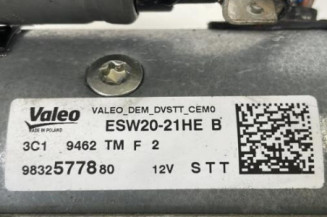 Valeo
MADE IN POLAND
VALEO_DEM_DVSTT_CEM0
ESW20-21HE B
3C1 9462 TM F 2
9832577880 12V STT